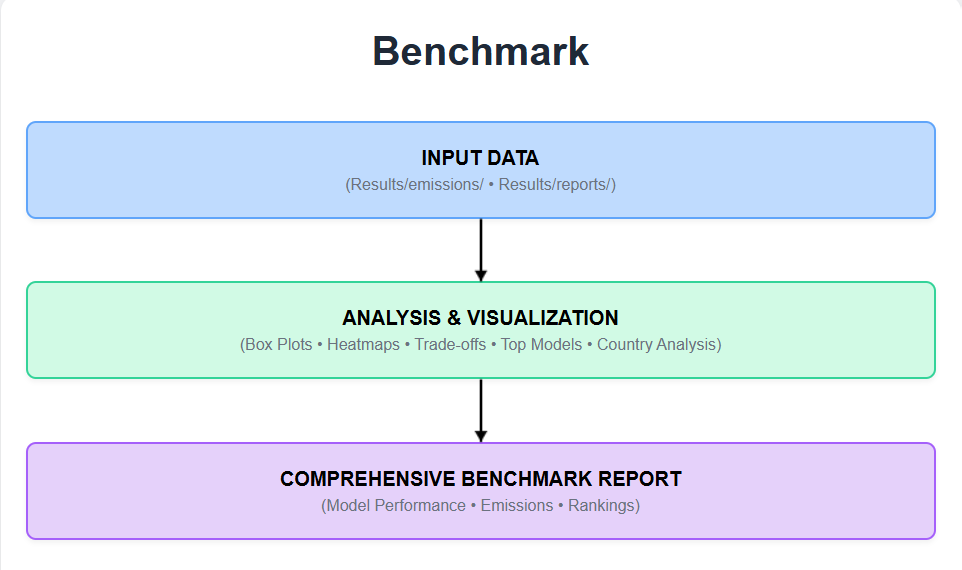 Benchmark
INPUT DATA
(Results/emissions/ • Results/reports/)
ANALYSIS & VISUALIZATION
(Box Plots • Heatmaps • Trade-offs • Top Models • Country Analysis)
COMPREHENSIVE BENCHMARK REPORT
(Model Performance • Emissions • Rankings)